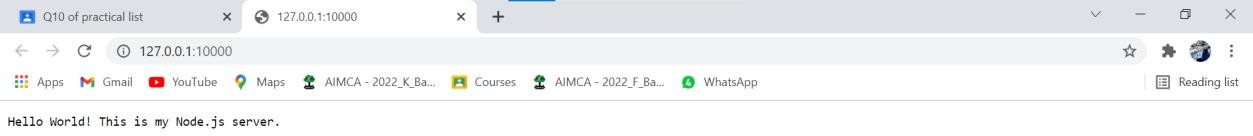 Q10 of practical list 127.0.0.1:10000
127.0.0.1:10000
Apps Gmail YouTube Maps AIMCA - 2022_K_Ba... Courses AIMCA - 2022_F_Ba... 4 WhatsApp Reading list
Hello World! This is my Node.js server.